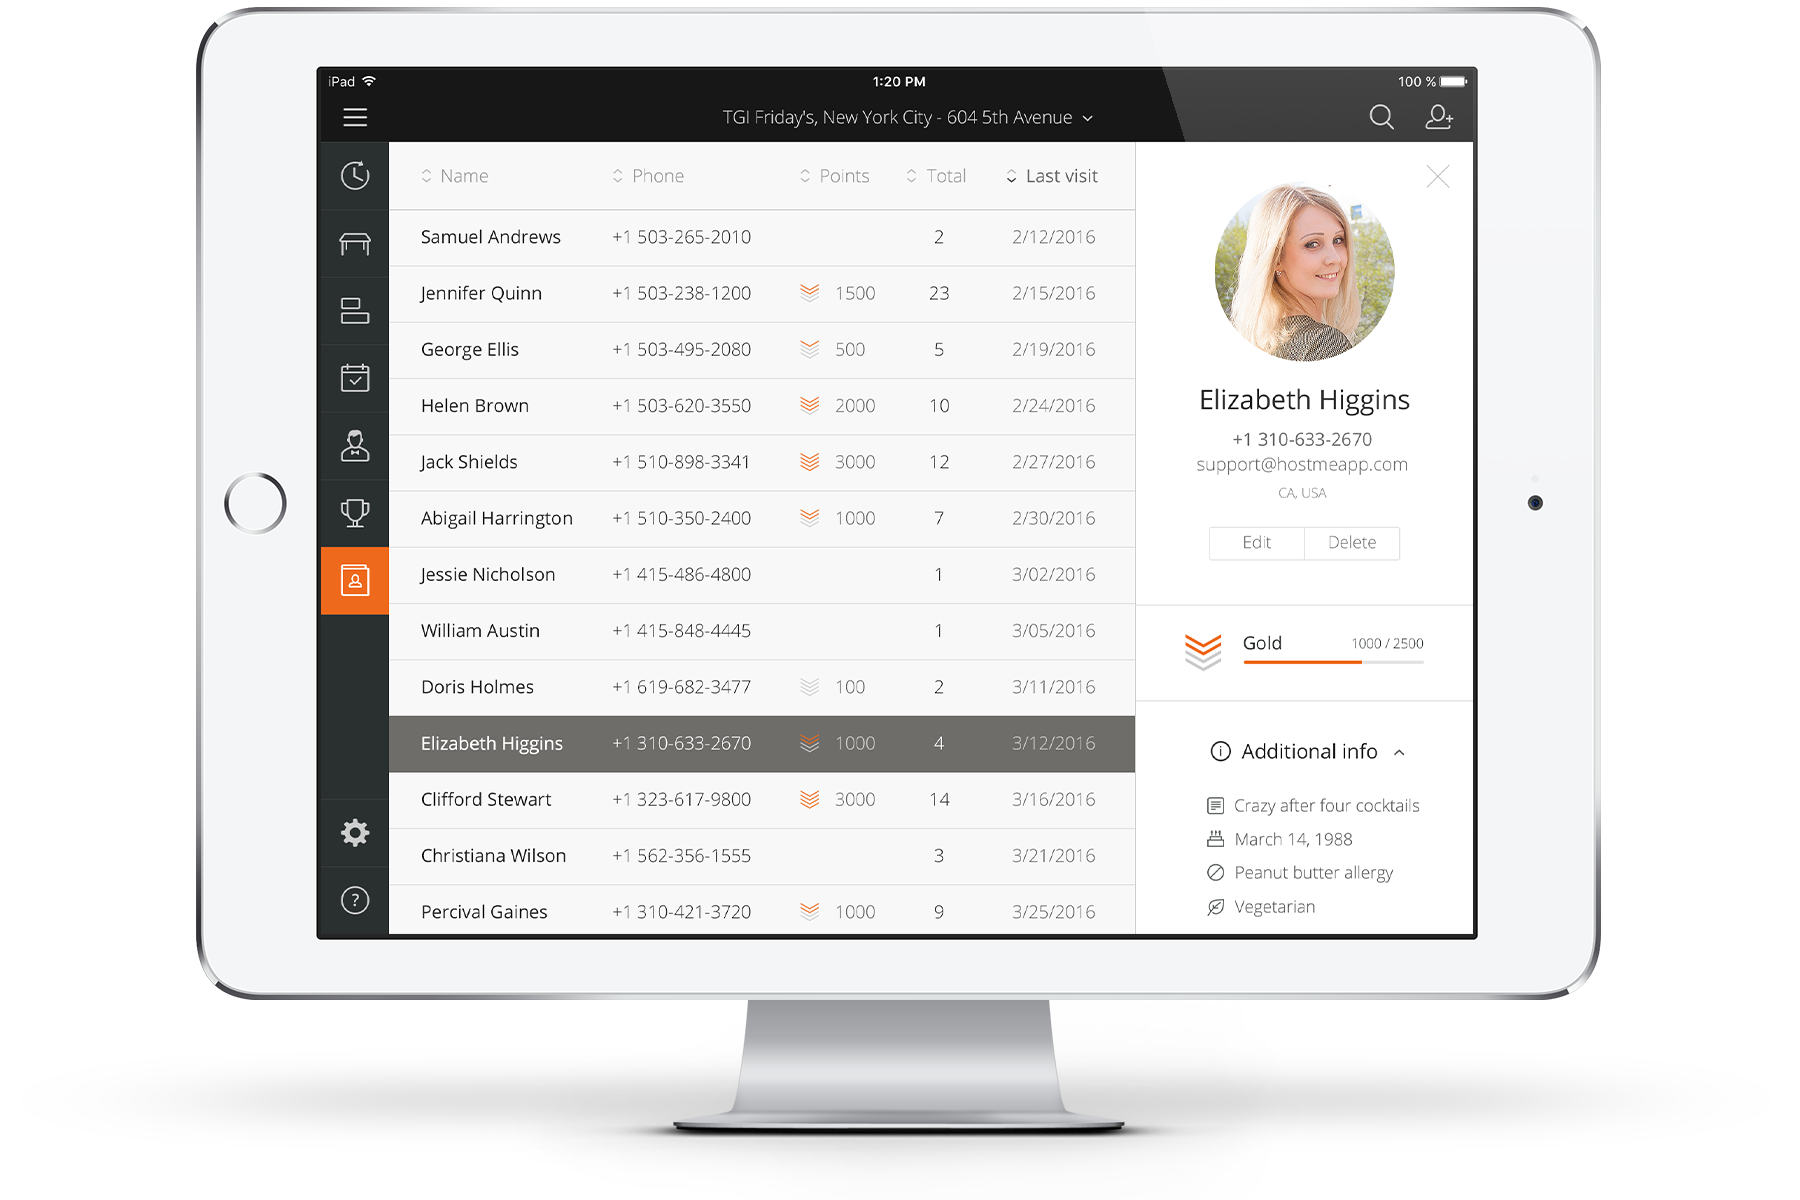 iPad 1:20 PM 100 %
TGI Friday's, New York City - 604 5th Avenue
Name Phone Points Total Last visit
Samuel Andrews +1 503-265-2010 2 2/12/2016
Jennifer Quinn +1 503-238-1200 1500 23 2/15/2016
George Ellis +1 503-495-2080 500 5 2/19/2016
Helen Brown +1 503-620-3550 2000 10 2/24/2016
Jack Shields +1 510-898-3341 3000 12 2/27/2016
Abigail Harrington +1 510-350-2400 1000 7 2/30/2016
Jessie Nicholson +1 415-486-4800 1 3/02/2016
William Austin +1 415-848-4445 1 3/05/2016
Doris Holmes +1 619-682-3477 100 2 3/11/2016
Elizabeth Higgins +1 310-633-2670 1000 4 3/12/2016
Clifford Stewart +1 323-617-9800 3000 14 3/16/2016
Christiana Wilson +1 562-356-1555 3 3/21/2016
Percival Gaines +1 310-421-3720 1000 9 3/25/2016
Elizabeth Higgins
+1 310-633-2670
support@hostmeapp.com
CA, USA
Edit Delete
Gold 1000 / 2500
Additional info
Crazy after four cocktails
March 14, 1988
Peanut butter allergy
Vegetarian
?